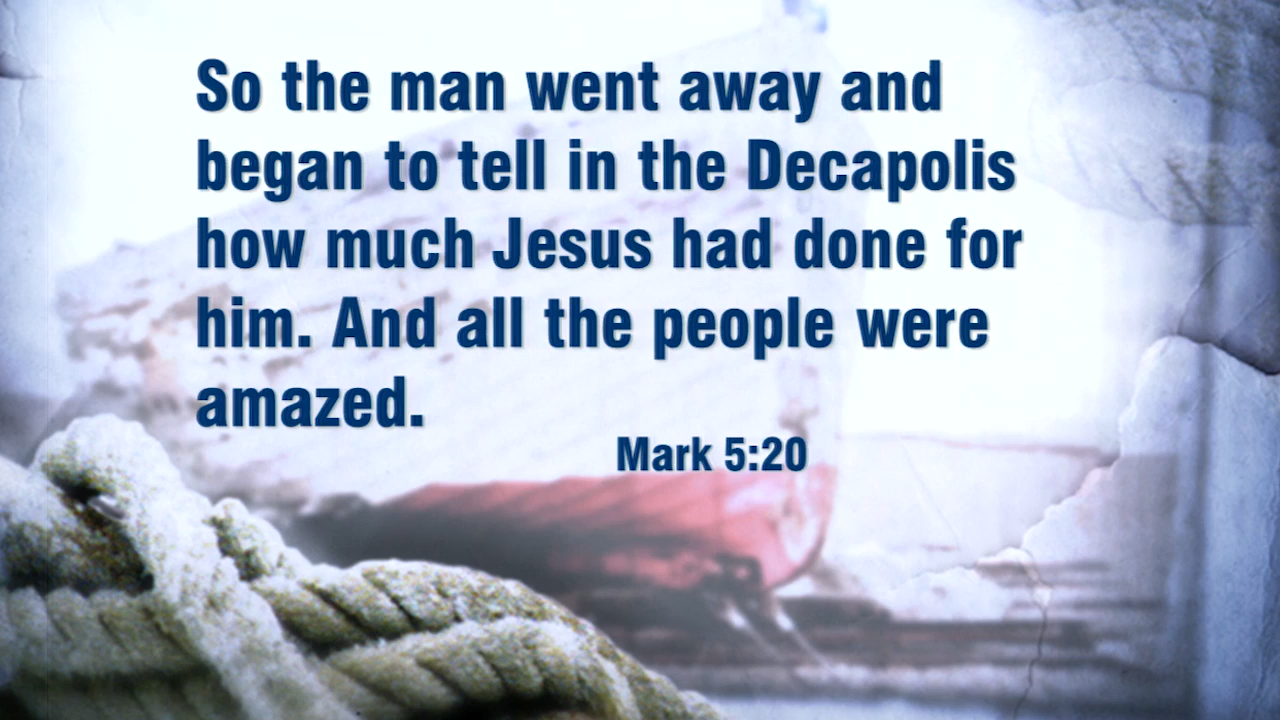 So the man went away and
began to tell in the Decapolis
how much Jesus had done for
him. And all the people were
amazed.
Mark 5:20